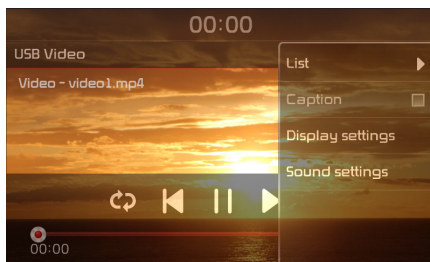 00:00
USB Video
Video - video1.mp4
List
Caption
Display settings
Sound settings
00:00